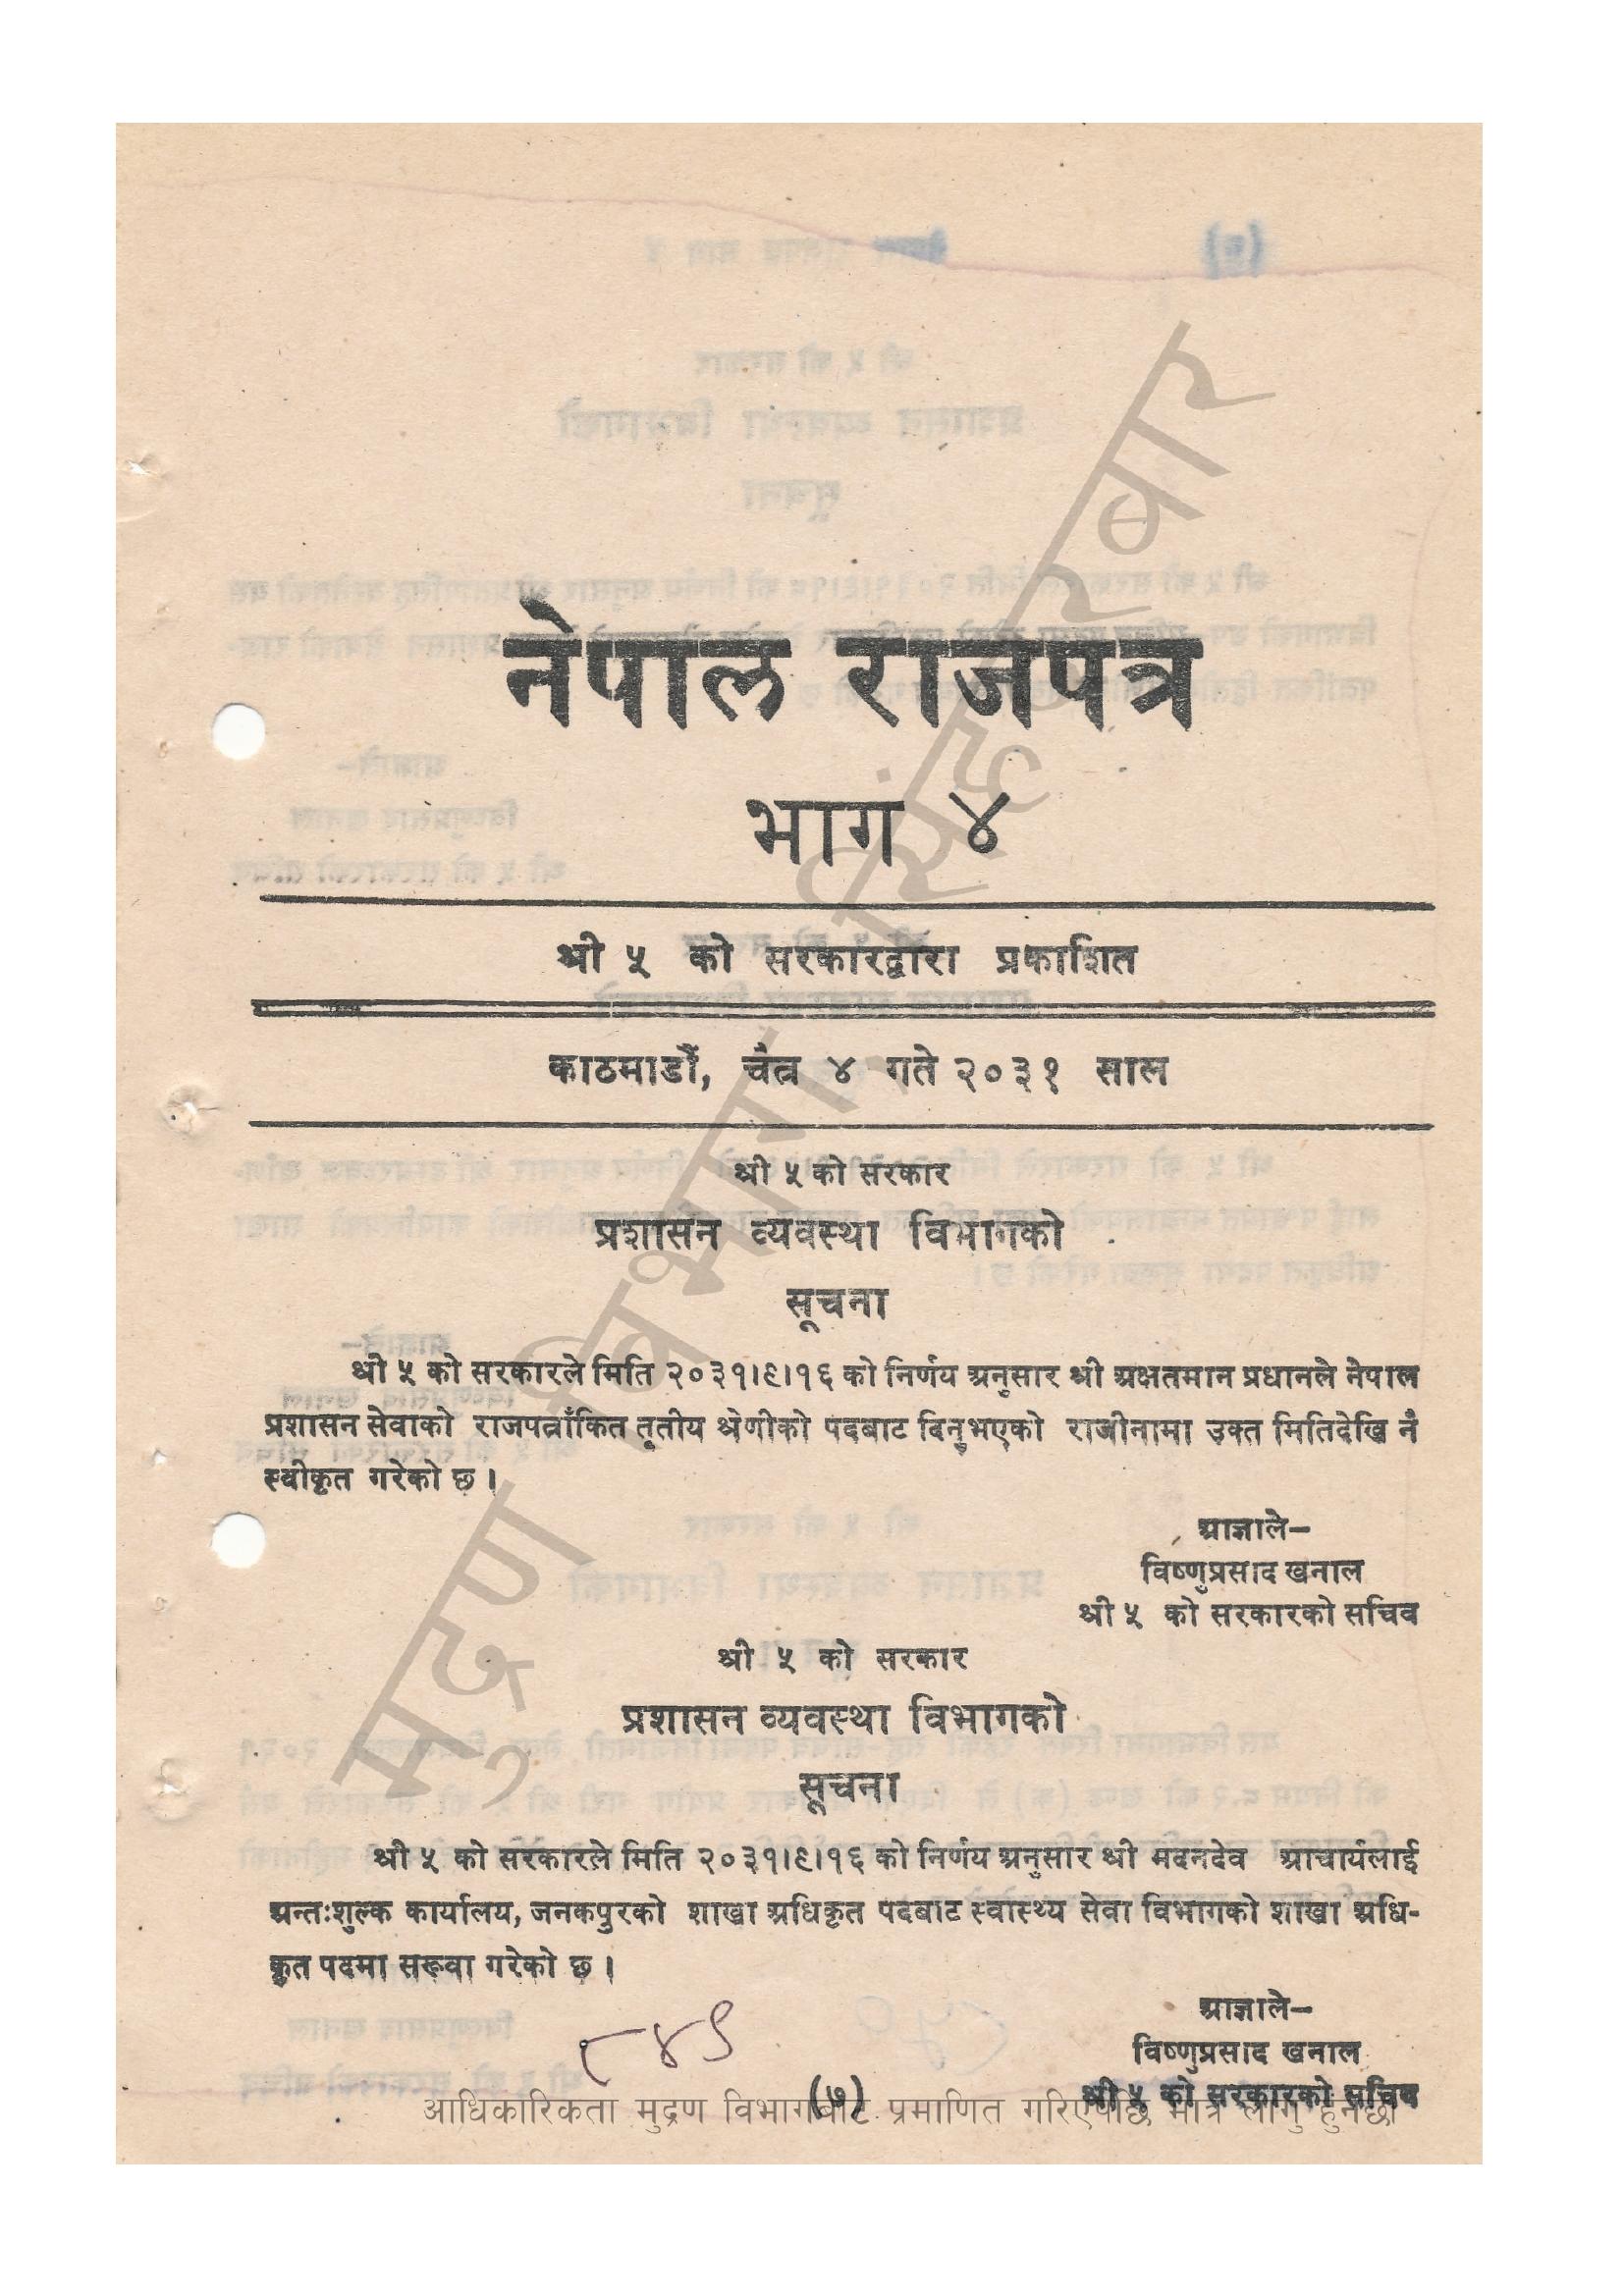 नेपाल राजपत्र
भाग ४
श्री ५ को सरकारद्वारा प्रकाशित
काठमाडौं, चैत्र ४ गते २०३१ साल
श्री ५ को सरकार
प्रशासन व्यवस्था विभागको
सूचना
श्री ५ को सरकारले मिति २०३१।९।१६ को निर्णय अनुसार श्री अक्षतमान प्रधानले नेपाल
प्रशासन सेवाको राजपत्राँकित तृतीय श्रेणीको पदबाट दिनुभएको राजीनामा उक्त मितिदेखि नै
स्वीकृत गरेको छ ।
आज्ञाले–
विष्णुप्रसाद खनाल
श्री ५ को सरकारको सचिव
श्री ५ को सरकार
प्रशासन व्यवस्था विभागको
सूचना
श्री ५ को सरकारले मिति २०३१।९।१६ को निर्णय अनुसार श्री मदनदेव आचार्यलाई
अन्तःशुल्क कार्यालय, जनकपुरको शाखा अधिकृत पदबाट स्वास्थ्य सेवा विभागको शाखा अधि-
कृत पदमा सरूवा गरेको छ ।
आज्ञाले–
विष्णुप्रसाद खनाल
श्री ५ को सरकारको सचिव
८४९
(७)
आधिकारिकता मुद्रण विभागबाट प्रमाणित गरिएपछि मात्र लागु हुनेछ।
मुद्रण विभाग, सिंहदरबार